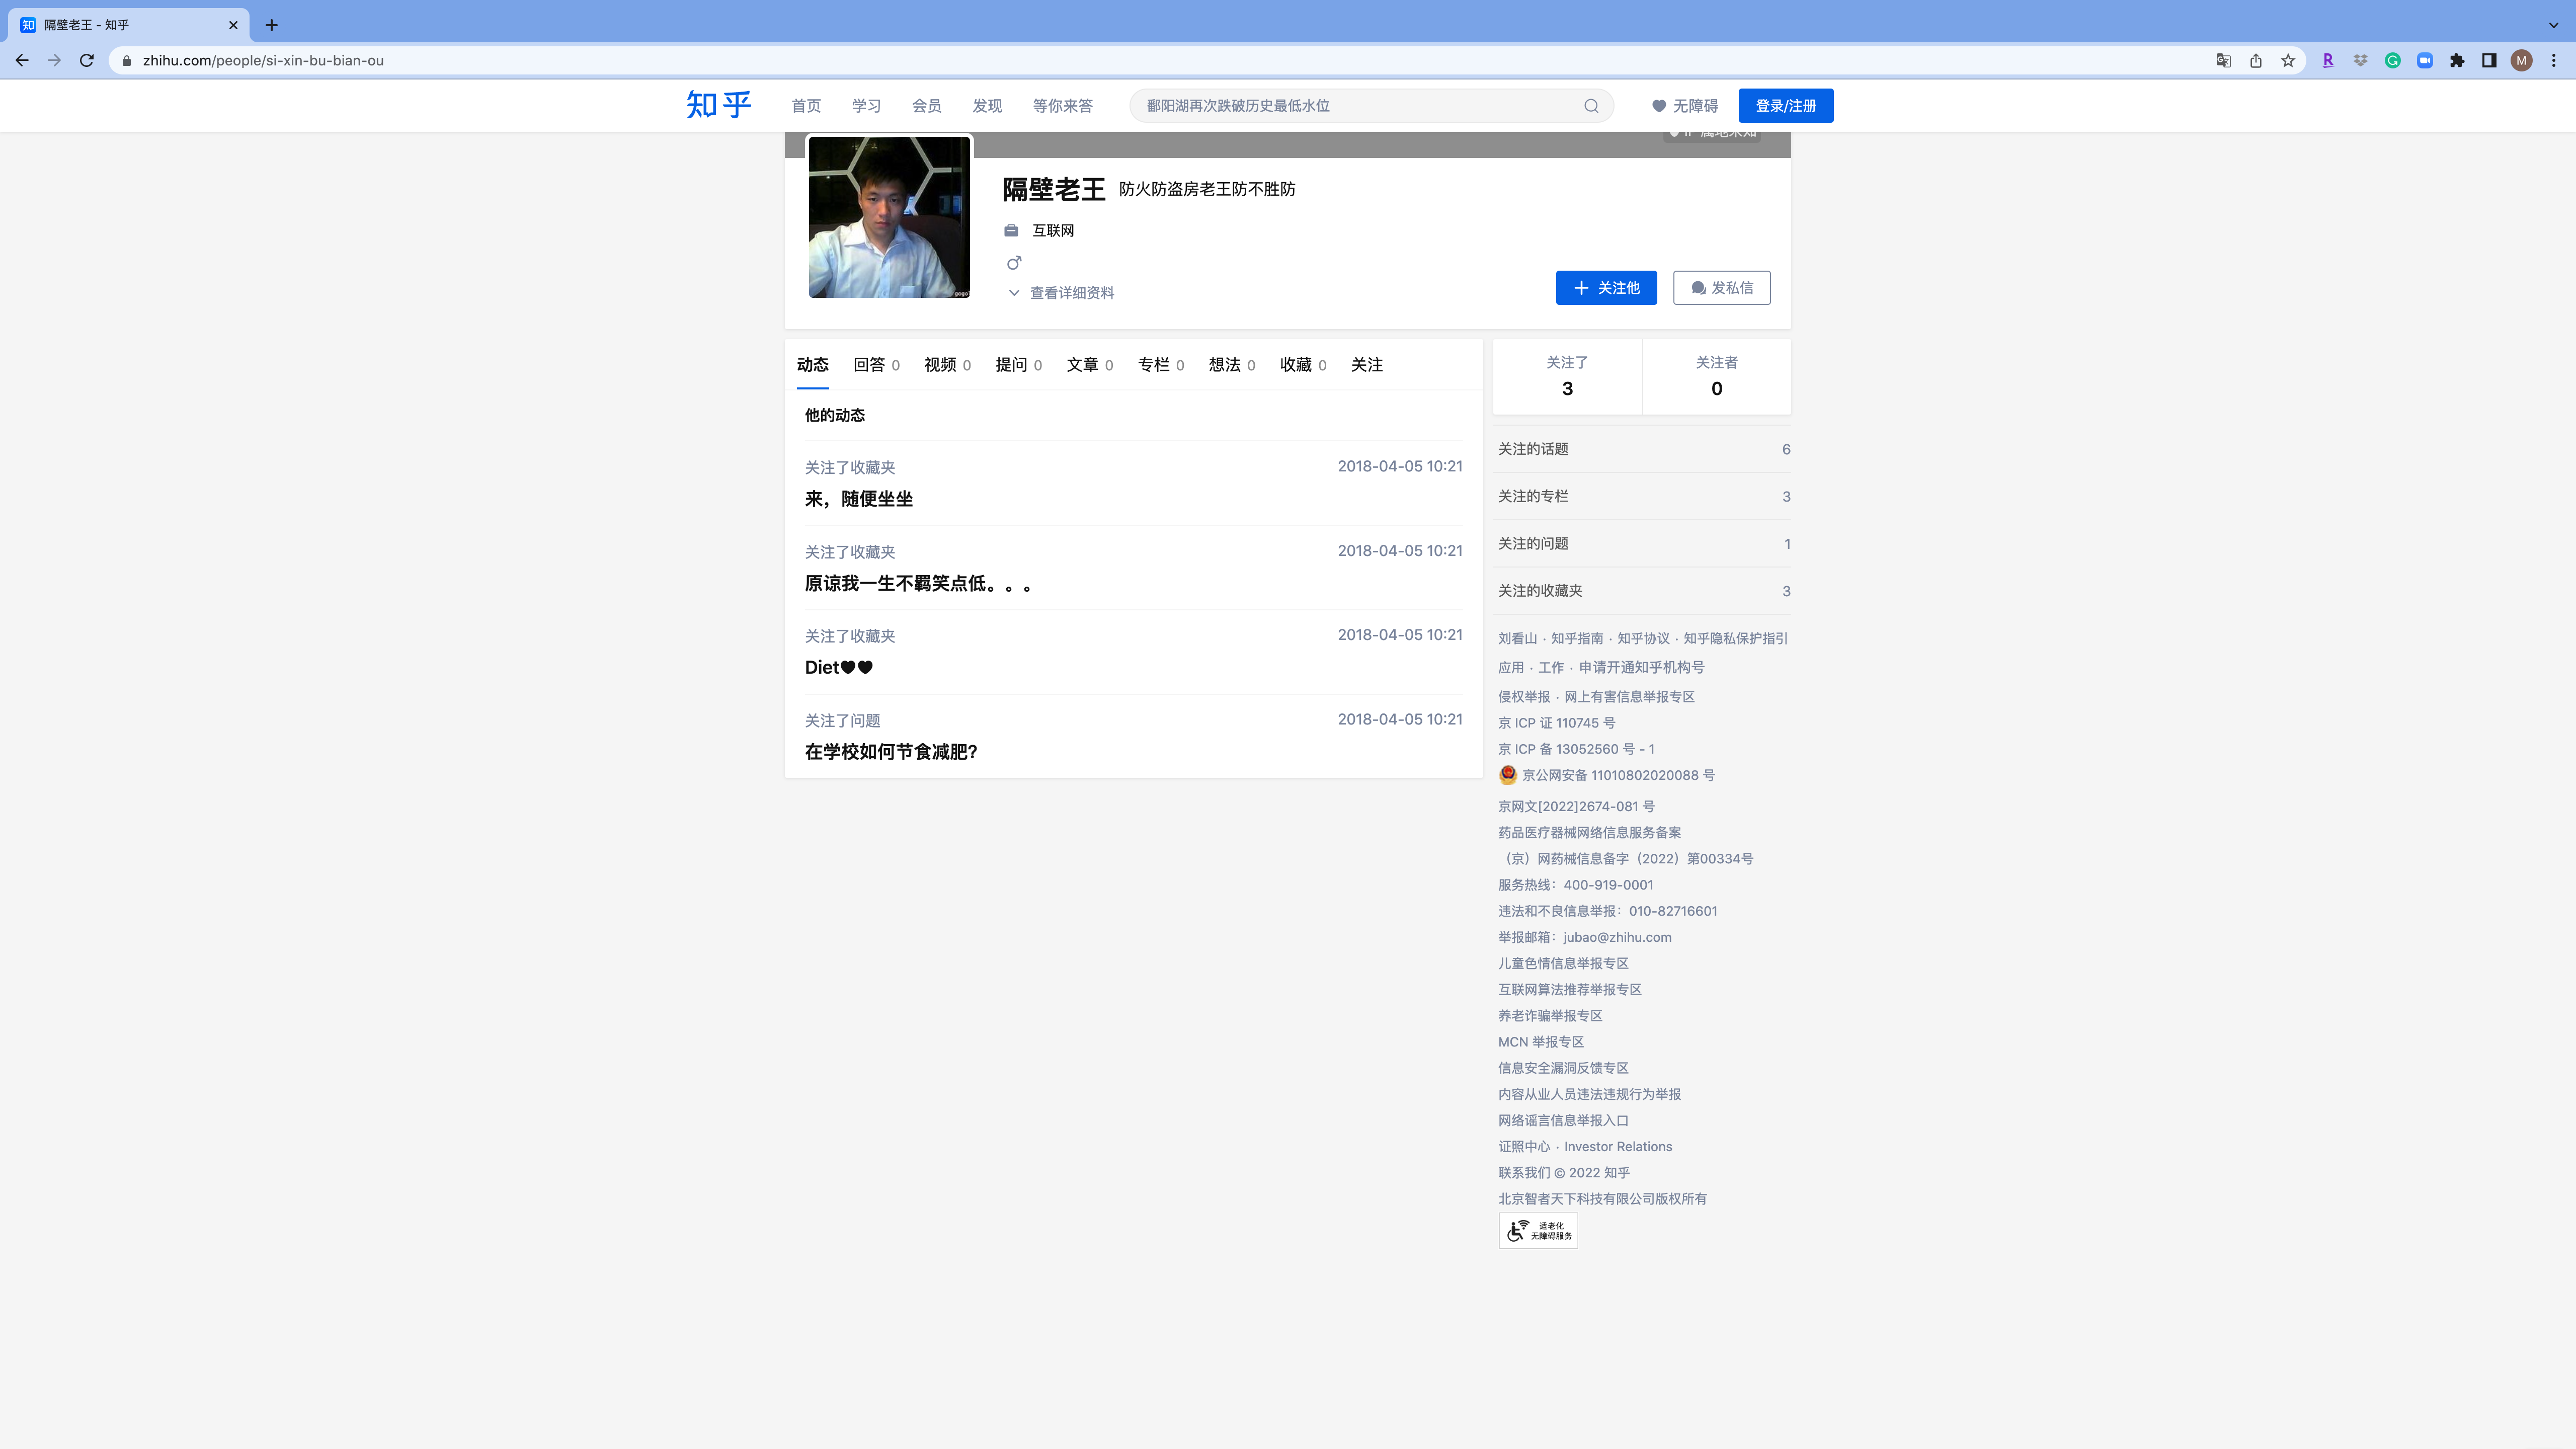 知 隔壁老王 - 知乎
zhihu.com/people/si-xin-bu-bian-ou
R
M
知乎 首页 学习 会员 发现 等你来答 鄱阳湖再次跌破历史最低水位 无障碍 登录/注册
隔壁老王 防火防盗房老王防不胜防
互联网
查看详细资料
关注他 发私信
动态 回答 0 视频 0 提问 0 文章 0 专栏 0 想法 0 收藏 0 关注
他的动态
关注了收藏夹 2018-04-05 10:21
来，随便坐坐
关注了收藏夹 2018-04-05 10:21
原谅我一生不羁笑点低。。。
关注了收藏夹 2018-04-05 10:21
Diet♥♥
关注了问题 2018-04-05 10:21
在学校如何节食减肥?
关注了 关注者
3 0
关注的话题 6
关注的专栏 3
关注的问题 1
关注的收藏夹 3
刘看山 · 知乎指南 · 知乎协议 · 知乎隐私保护指引
应用 · 工作 · 申请开通知乎机构号
侵权举报 · 网上有害信息举报专区
京 ICP 证 110745 号
京 ICP 备 13052560 号 - 1
京公网安备 11010802020088 号
京网文[2022]2674-081 号
药品医疗器械网络信息服务备案
（京）网药械信息备字（2022）第00334号
服务热线：400-919-0001
违法和不良信息举报：010-82716601
举报邮箱：jubao@zhihu.com
儿童色情信息举报专区
互联网算法推荐举报专区
养老诈骗举报专区
MCN 举报专区
信息安全漏洞反馈专区
内容从业人员违法违规行为举报
网络谣言信息举报入口
证照中心 · Investor Relations
联系我们 © 2022 知乎
北京智者天下科技有限公司版权所有
适老化
无障碍服务